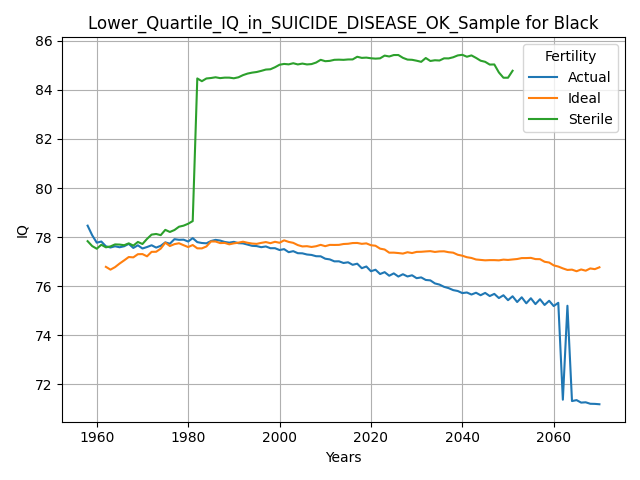 Lower_Quartile_IQ_in_SUICIDE_DISEASE_OK_Sample for Black
86
84
82
80
78
76
74
72
IQ
Fertility
Actual
Ideal
Sterile
1960 1980 2000 2020 2040 2060
Years